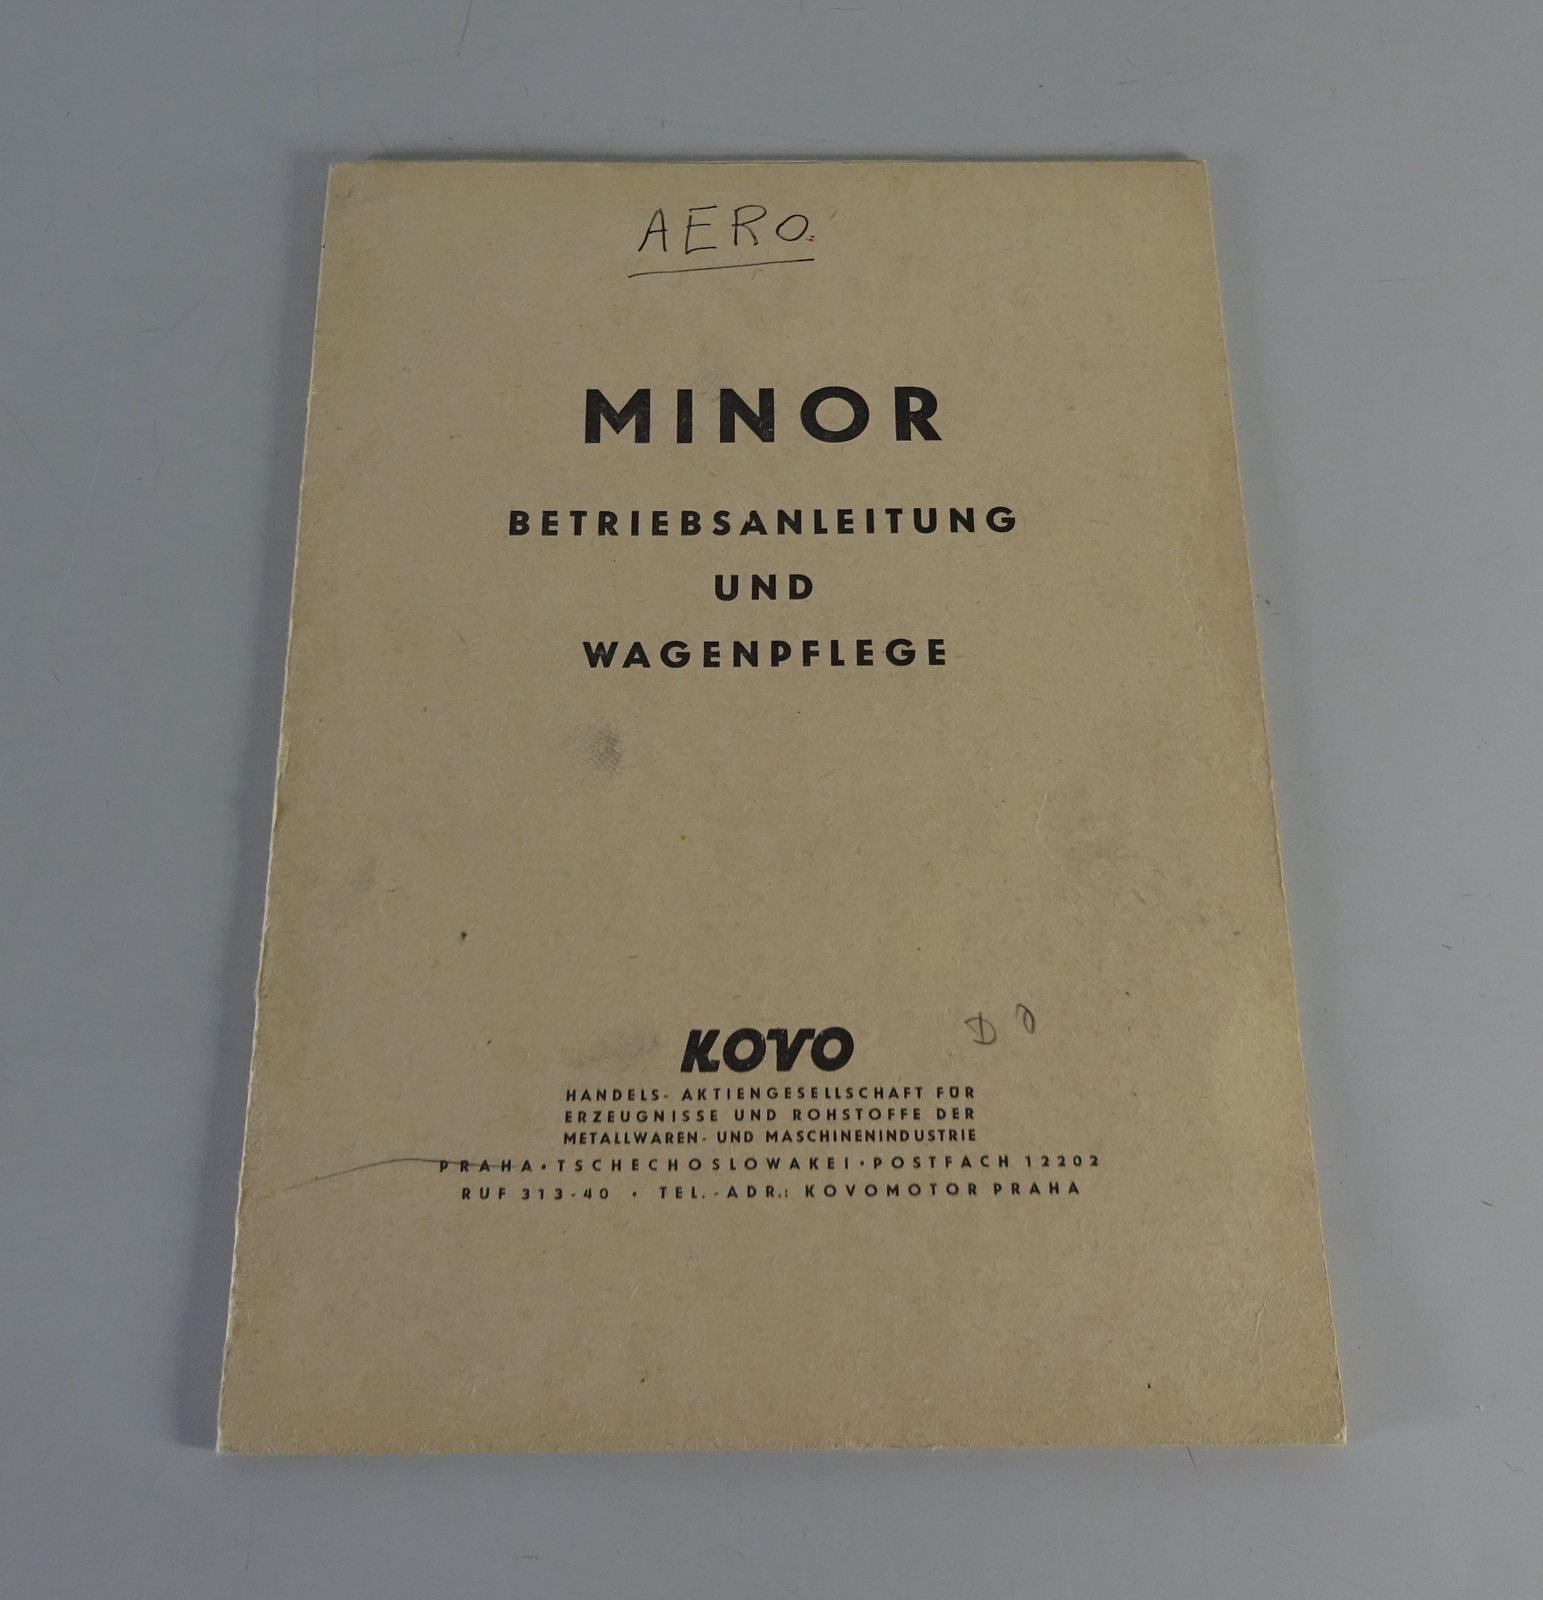 AERO.
MINOR
BETRIEBSANLEITUNG
UND
WAGENPFLEGE
KOVO
HANDELS- AKTIENGESELLSCHAFT FÜR
ERZEUGNISSE UND ROHSTOFFE DER
METALLWAREN- UND MASCHINENINDUSTRIE
PRAHA • TSCHECHOSLOWAKEI • POSTFACH 12202
RUF 313-40 • TEL.-ADR.: KOVOMOTOR PRAHA